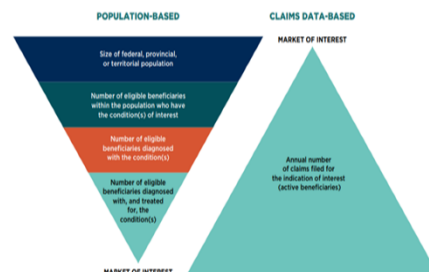 POPULATION-BASED
Size of federal, provincial,
or territorial population
Number of eligible beneficiaries
within the population who have
the condition(s) of interest
Number of eligible
beneficiaries diagnosed
with the condition(s)
Number of eligible
beneficiaries diagnosed
with, and treated
for, the
condition(s)
MARKET OF INTEREST
CLAIMS DATA-BASED
MARKET OF INTEREST
Annual number
of claims filed for
the indication of interest
(active beneficiaries)